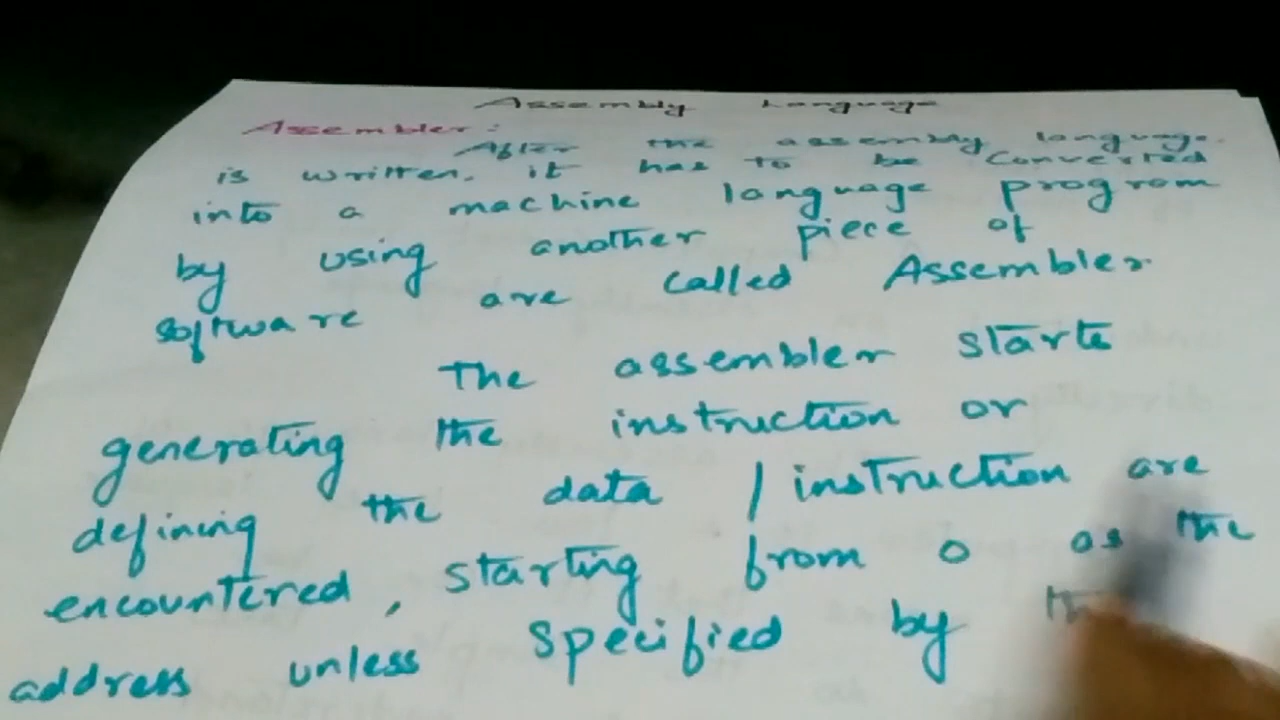 Assembly Language
Assembler:
After the assembly language
is written, it has to be converted
into a machine language program
by using another piece of
software are called Assembler.
The assembler starts
generating the instruction or
defining the data / instruction are
encountered, starting from 0 as the
address unless specified by